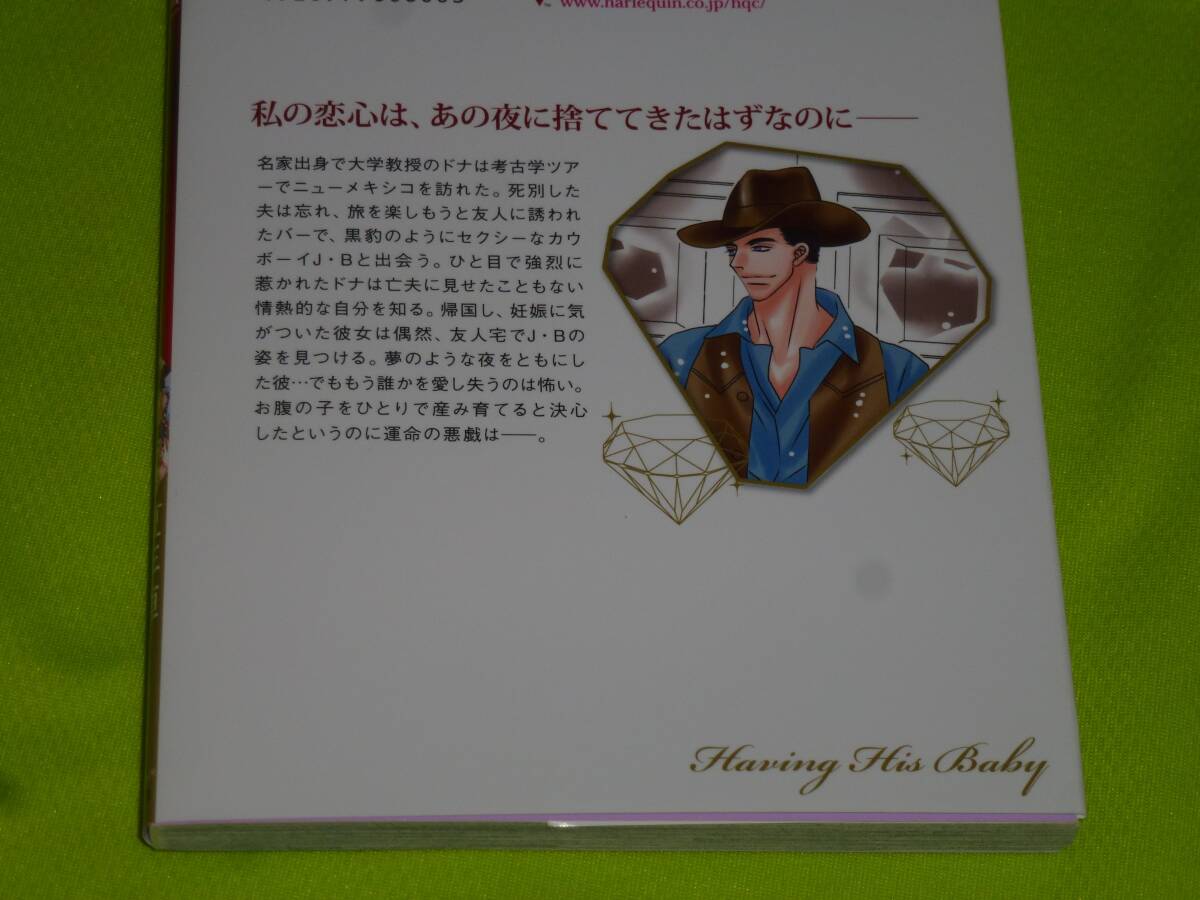 www.harlequin.co.jp/hqc/
私の恋心は、あの夜に捨ててきたはずなのに――
名家出身で大学教授のドナは考古学ツア
ーでニューメキシコを訪れた。死別した
夫は忘れ、旅を楽しもうと友人に誘われ
たバーで、黒豹のようにセクシーなカウ
ボーイJ・Bと出会う。ひと目で強烈に
惹かれたドナは亡夫に見せたこともない
情熱的な自分を知る。帰国し、妊娠に気
がついた彼女は偶然、友人宅でJ・Bの
姿を見つける。夢のような夜をともにし
た彼…でももう誰かを愛し失うのは怖い。
お腹の子をひとりで産み育てると決心
したというのに運命の悪戯は――。
Having His Baby